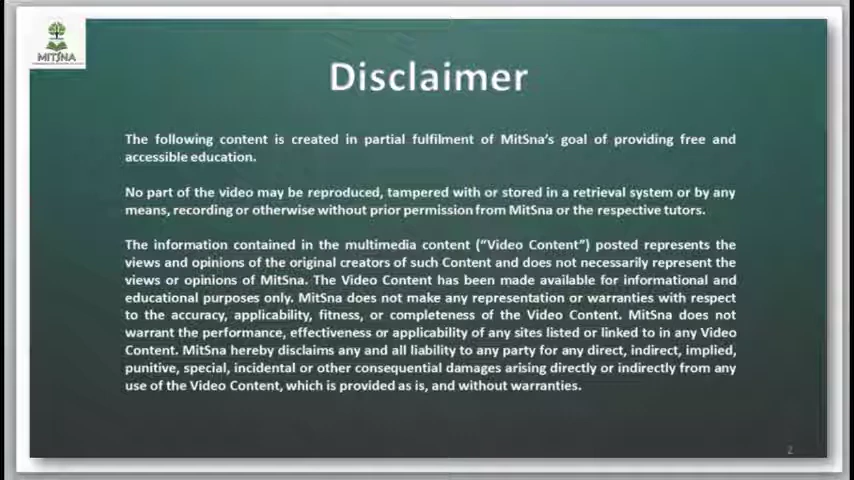 MITSNA
Disclaimer
The following content is created in partial fulfilment of MitSna's goal of providing free and
accessible education.
No part of the video may be reproduced, tampered with or stored in a retrieval system or by any
means, recording or otherwise without prior permission from MitSna or the respective tutors.
The information contained in the multimedia content (“Video Content”) posted represents the
views and opinions of the original creators of such Content and does not necessarily represent the
views or opinions of MitSna. The Video Content has been made available for informational and
educational purposes only. MitSna does not make any representation or warranties with respect
to the accuracy, applicability, fitness, or completeness of the Video Content. MitSna does not
warrant the performance, effectiveness or applicability of any sites listed or linked to in any Video
Content. MitSna hereby disclaims any and all liability to any party for any direct, indirect, implied,
punitive, special, incidental or other consequential damages arising directly or indirectly from any
use of the Video Content, which is provided as is, and without warranties.
2